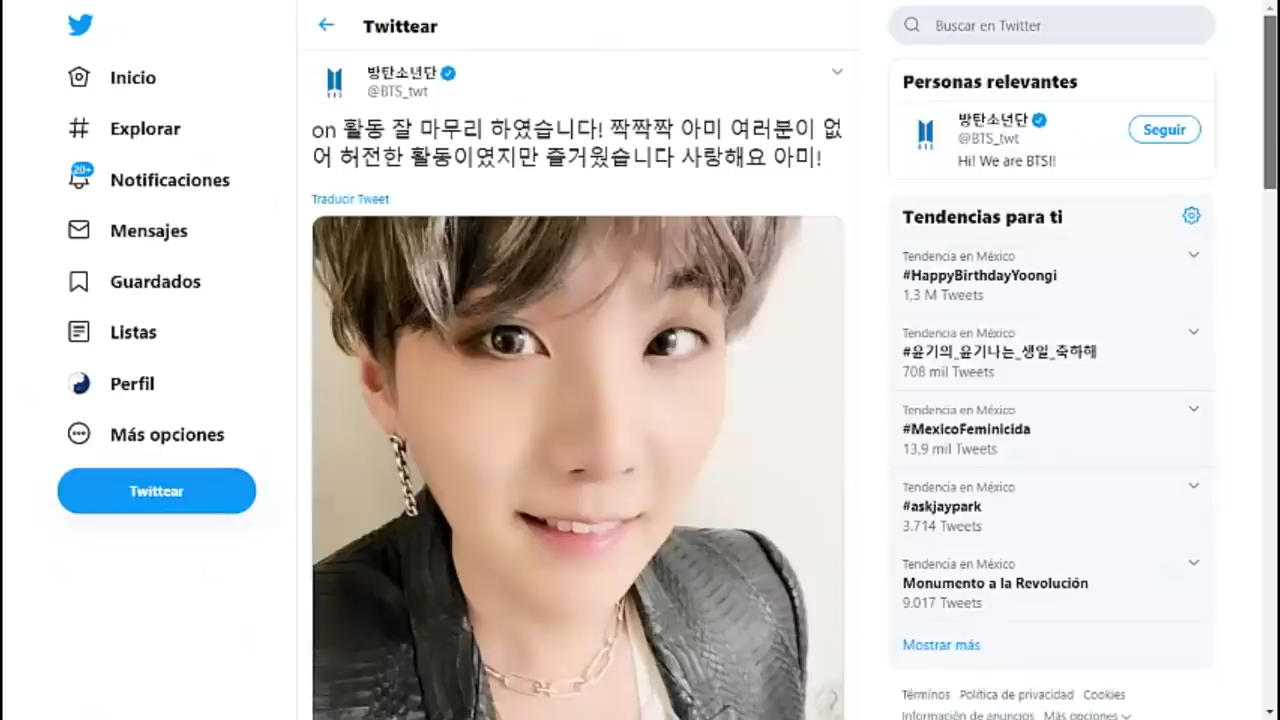 Inicio
Explorar
20+
Notificaciones
Mensajes
Guardados
Listas
Perfil
Más opciones
Twittear
Twittear
방탄소년단
@BTS_twt
on 활동 잘 마무리 하였습니다! 짝짝짝 아미 여러분이 없
어 허전한 활동이였지만 즐거웠습니다 사랑해요 아미!
Traducir Tweet
Buscar en Twitter
Personas relevantes
방탄소년단
@BTS_twt
Seguir
Hi! We are BTS!!
Tendencias para ti
Tendencia en México
#HappyBirthdayYoongi
1,3 M Tweets
Tendencia en México
#윤기의_윤기나는_생일_축하해
708 mil Tweets
Tendencia en México
#MexicoFeminicida
13,9 mil Tweets
Tendencia en México
#askjaypark
3.714 Tweets
Tendencia en México
Monumento a la Revolución
9.017 Tweets
Mostrar más
Términos Política de privacidad Cookies
Información de anuncios Más opciones